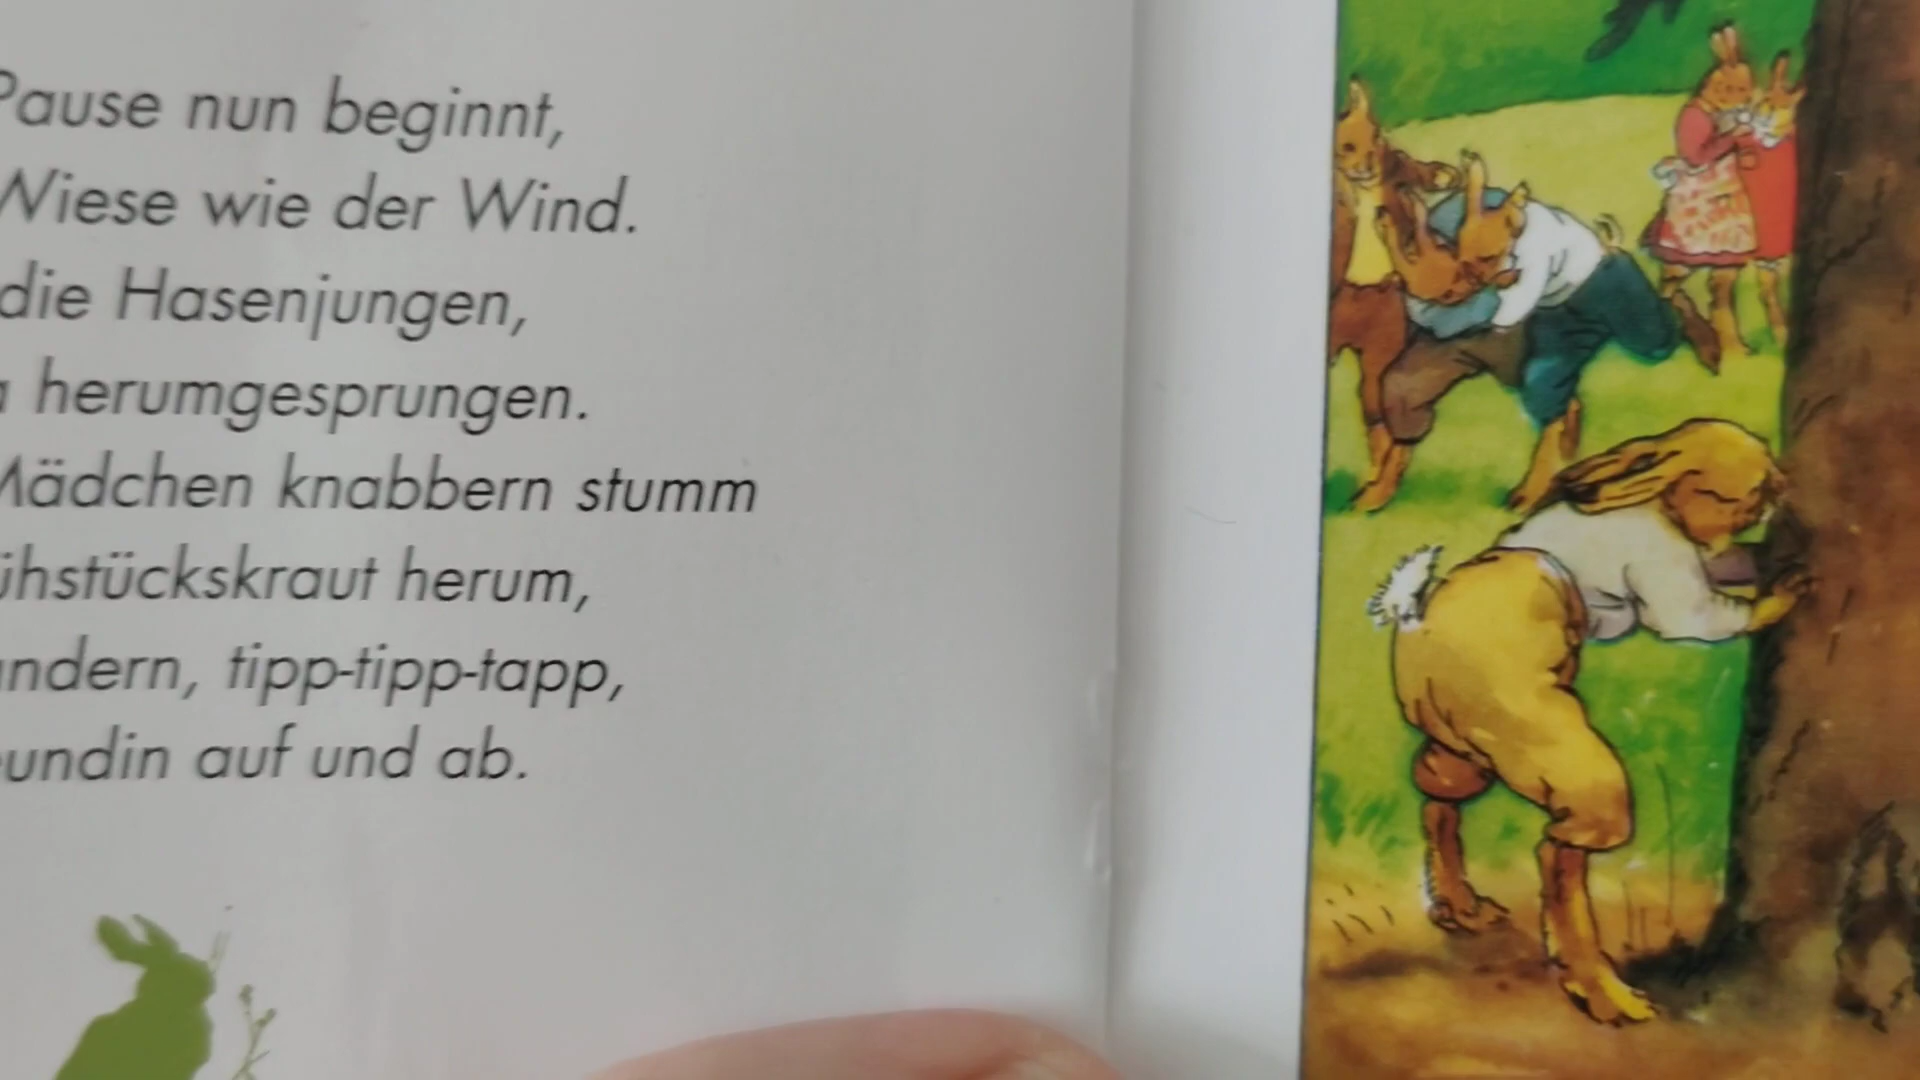 Pause nun beginnt,
Wiese wie der Wind.
die Hasenjungen,
herumgesprungen.
Mädchen knabbern stumm
ühstückskraut herum,
ndern, tipp-tipp-tapp,
eundin auf und ab.